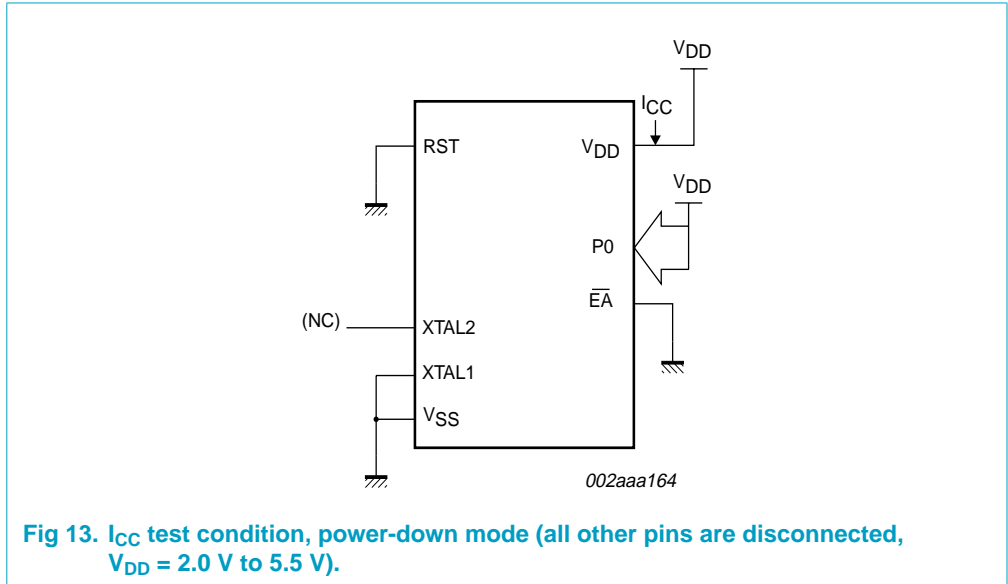 VDD
ICC
RST
VDD
VDD
P0
EA
(NC)
XTAL2
XTAL1
VSS
002aaa164
Fig 13. ICC test condition, power-down mode (all other pins are disconnected,
VDD = 2.0 V to 5.5 V).